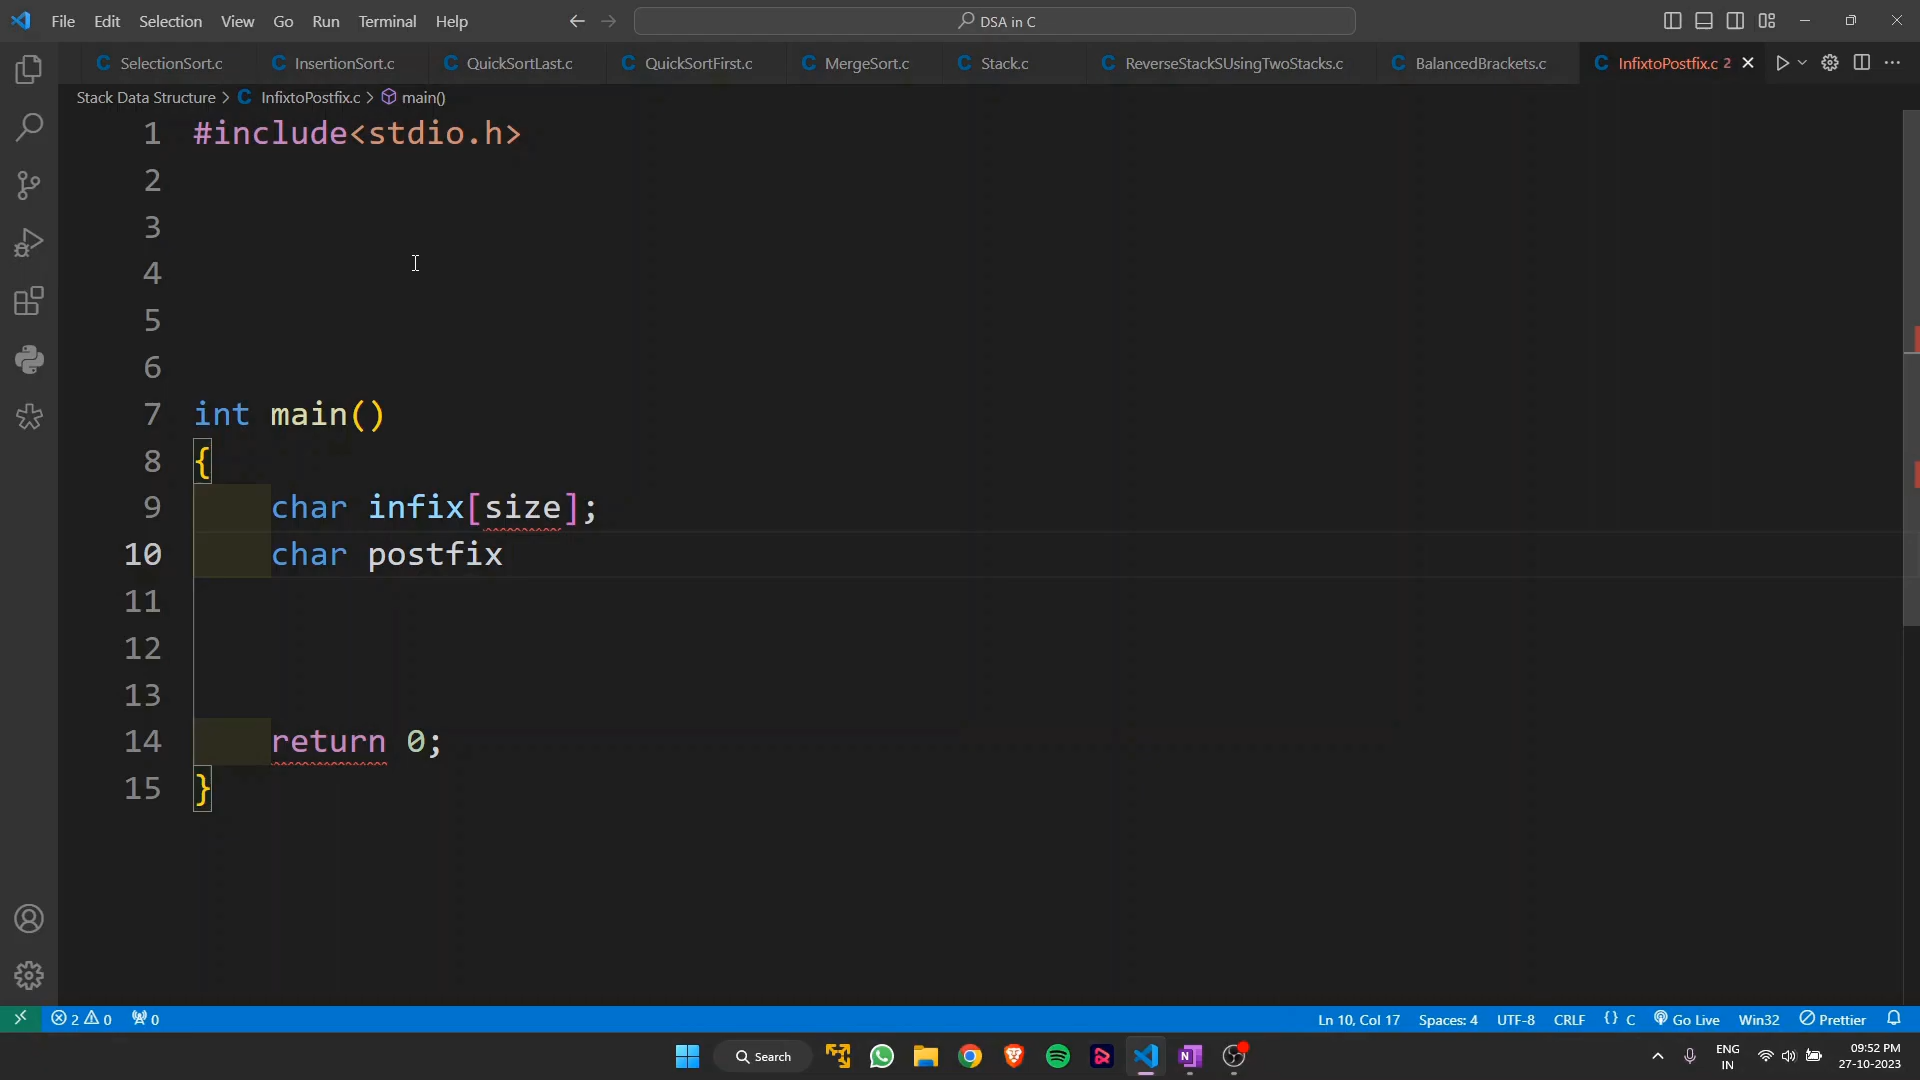 File Edit Selection View Go Run Terminal Help
DSA in C
C SelectionSort.c C InsertionSort.c C QuickSortLast.c C QuickSortFirst.c C MergeSort.c C Stack.c C ReverseStackSUsingTwoStacks.c C BalancedBrackets.c C InfixtoPostfix.c 2
Stack Data Structure > C InfixtoPostfix.c > main()
1 #include<stdio.h>
2
3
4
5
6
7 int main()
8 {
9 char infix[size];
10 char postfix
11
12
13
14 return 0;
15 }
2 0 0 Ln 10, Col 17 Spaces: 4 UTF-8 CRLF {} C Go Live Win32 Prettier
Search
N
ENG
IN
09:52 PM
27-10-2023